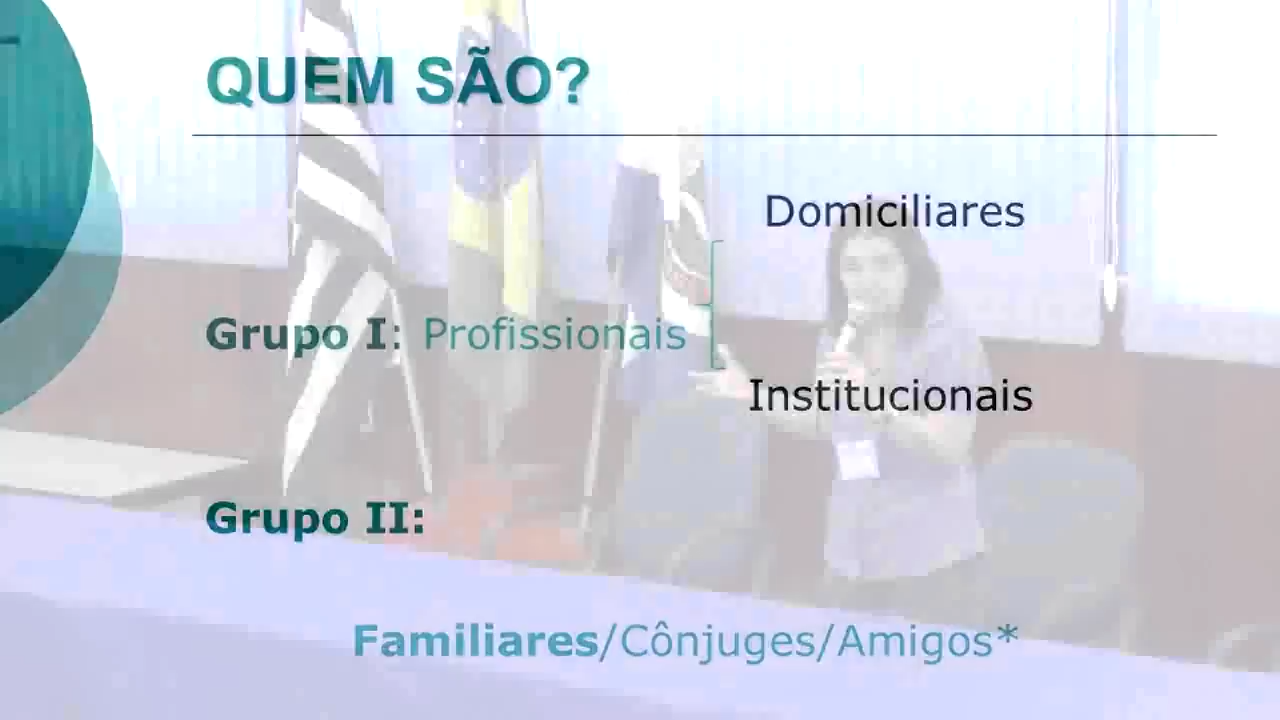 QUEM SÃO?
Domiciliares
Grupo I: Profissionais
Institucionais
Grupo II:
Familiares/Cônjuges/Amigos*